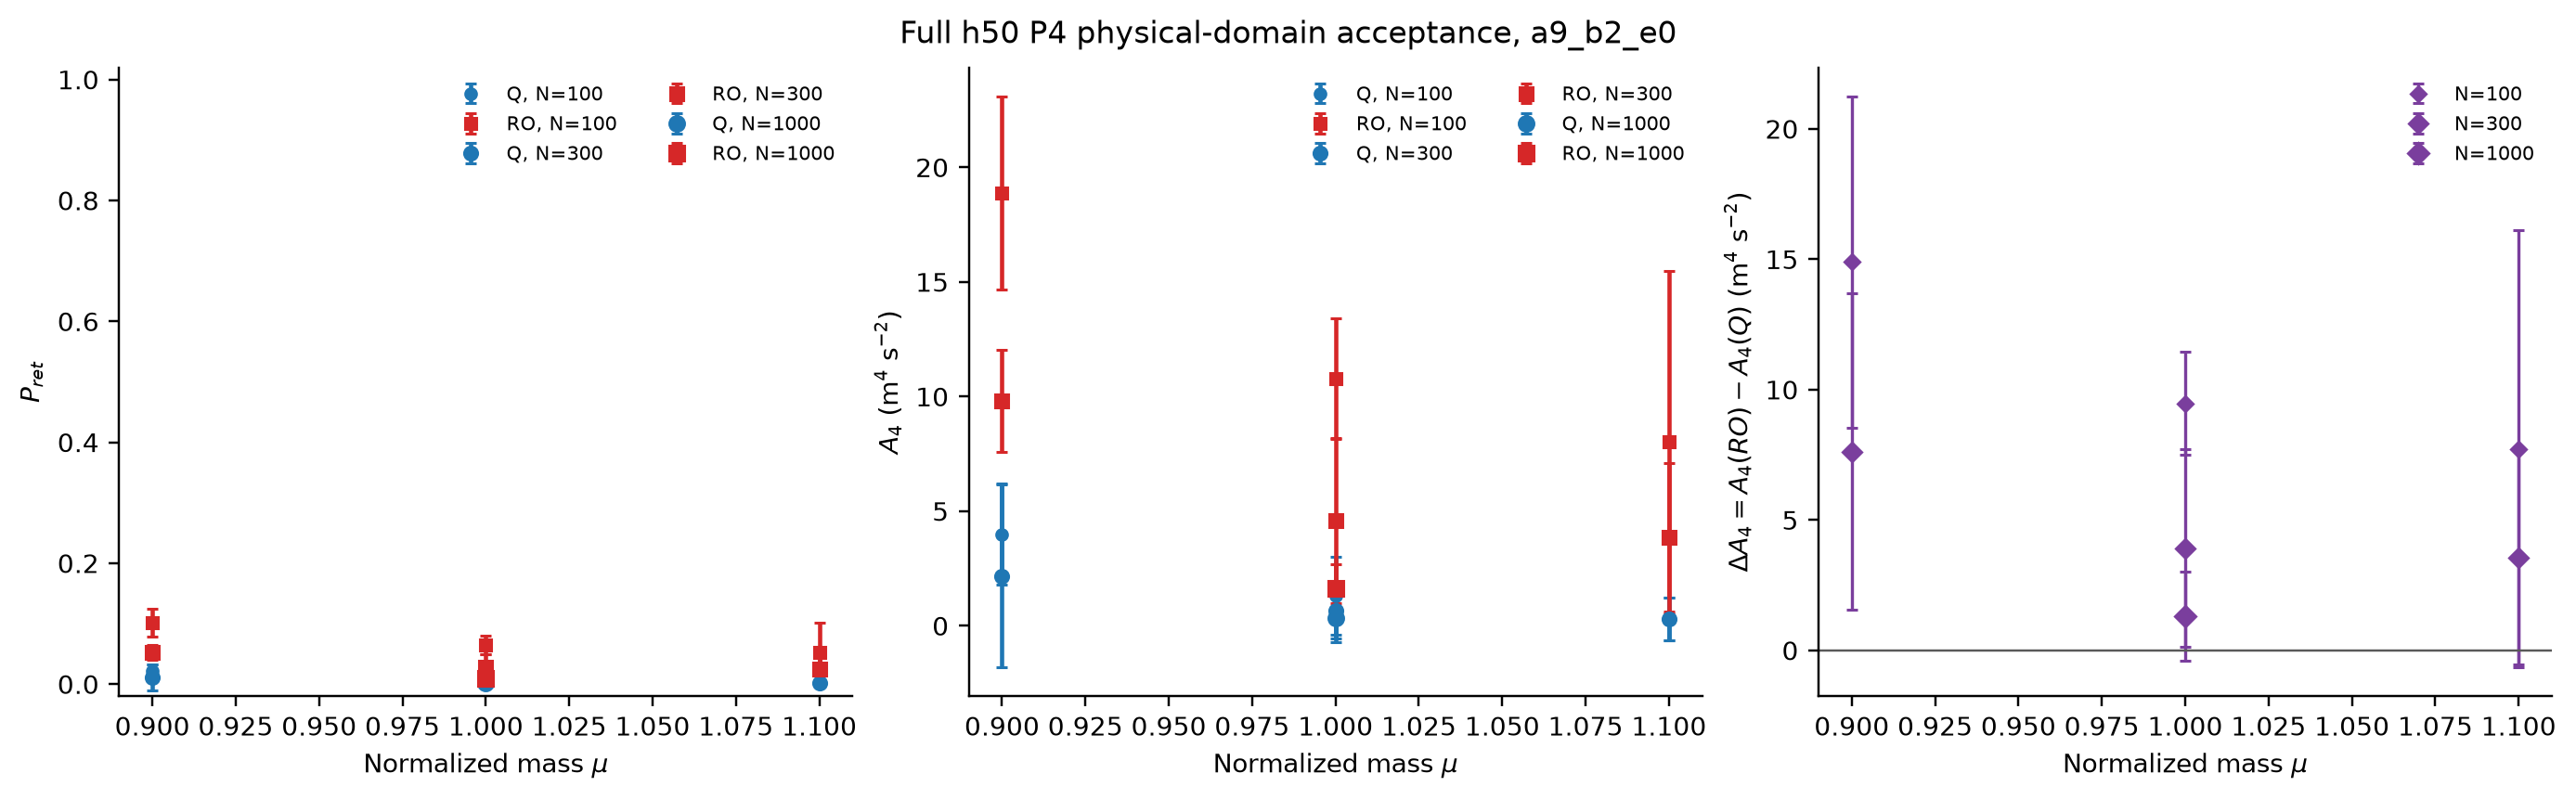 Full h50 P4 physical-domain acceptance, a9_b2_e0
1.0
0.8
0.6
0.4
0.2
0.0
P_ret
Q, N=100
RO, N=100
Q, N=300
RO, N=300
Q, N=1000
RO, N=1000
0.900 0.925 0.950 0.975 1.000 1.025 1.050 1.075 1.100
Normalized mass μ
20
15
10
5
0
A₄ (m⁴ s⁻²)
Q, N=100
RO, N=100
Q, N=300
RO, N=300
Q, N=1000
RO, N=1000
0.900 0.925 0.950 0.975 1.000 1.025 1.050 1.075 1.100
Normalized mass μ
20
15
10
5
0
ΔA₄ = A₄(RO) − A₄(Q) (m⁴ s⁻²)
N=100
N=300
N=1000
0.900 0.925 0.950 0.975 1.000 1.025 1.050 1.075 1.100
Normalized mass μ